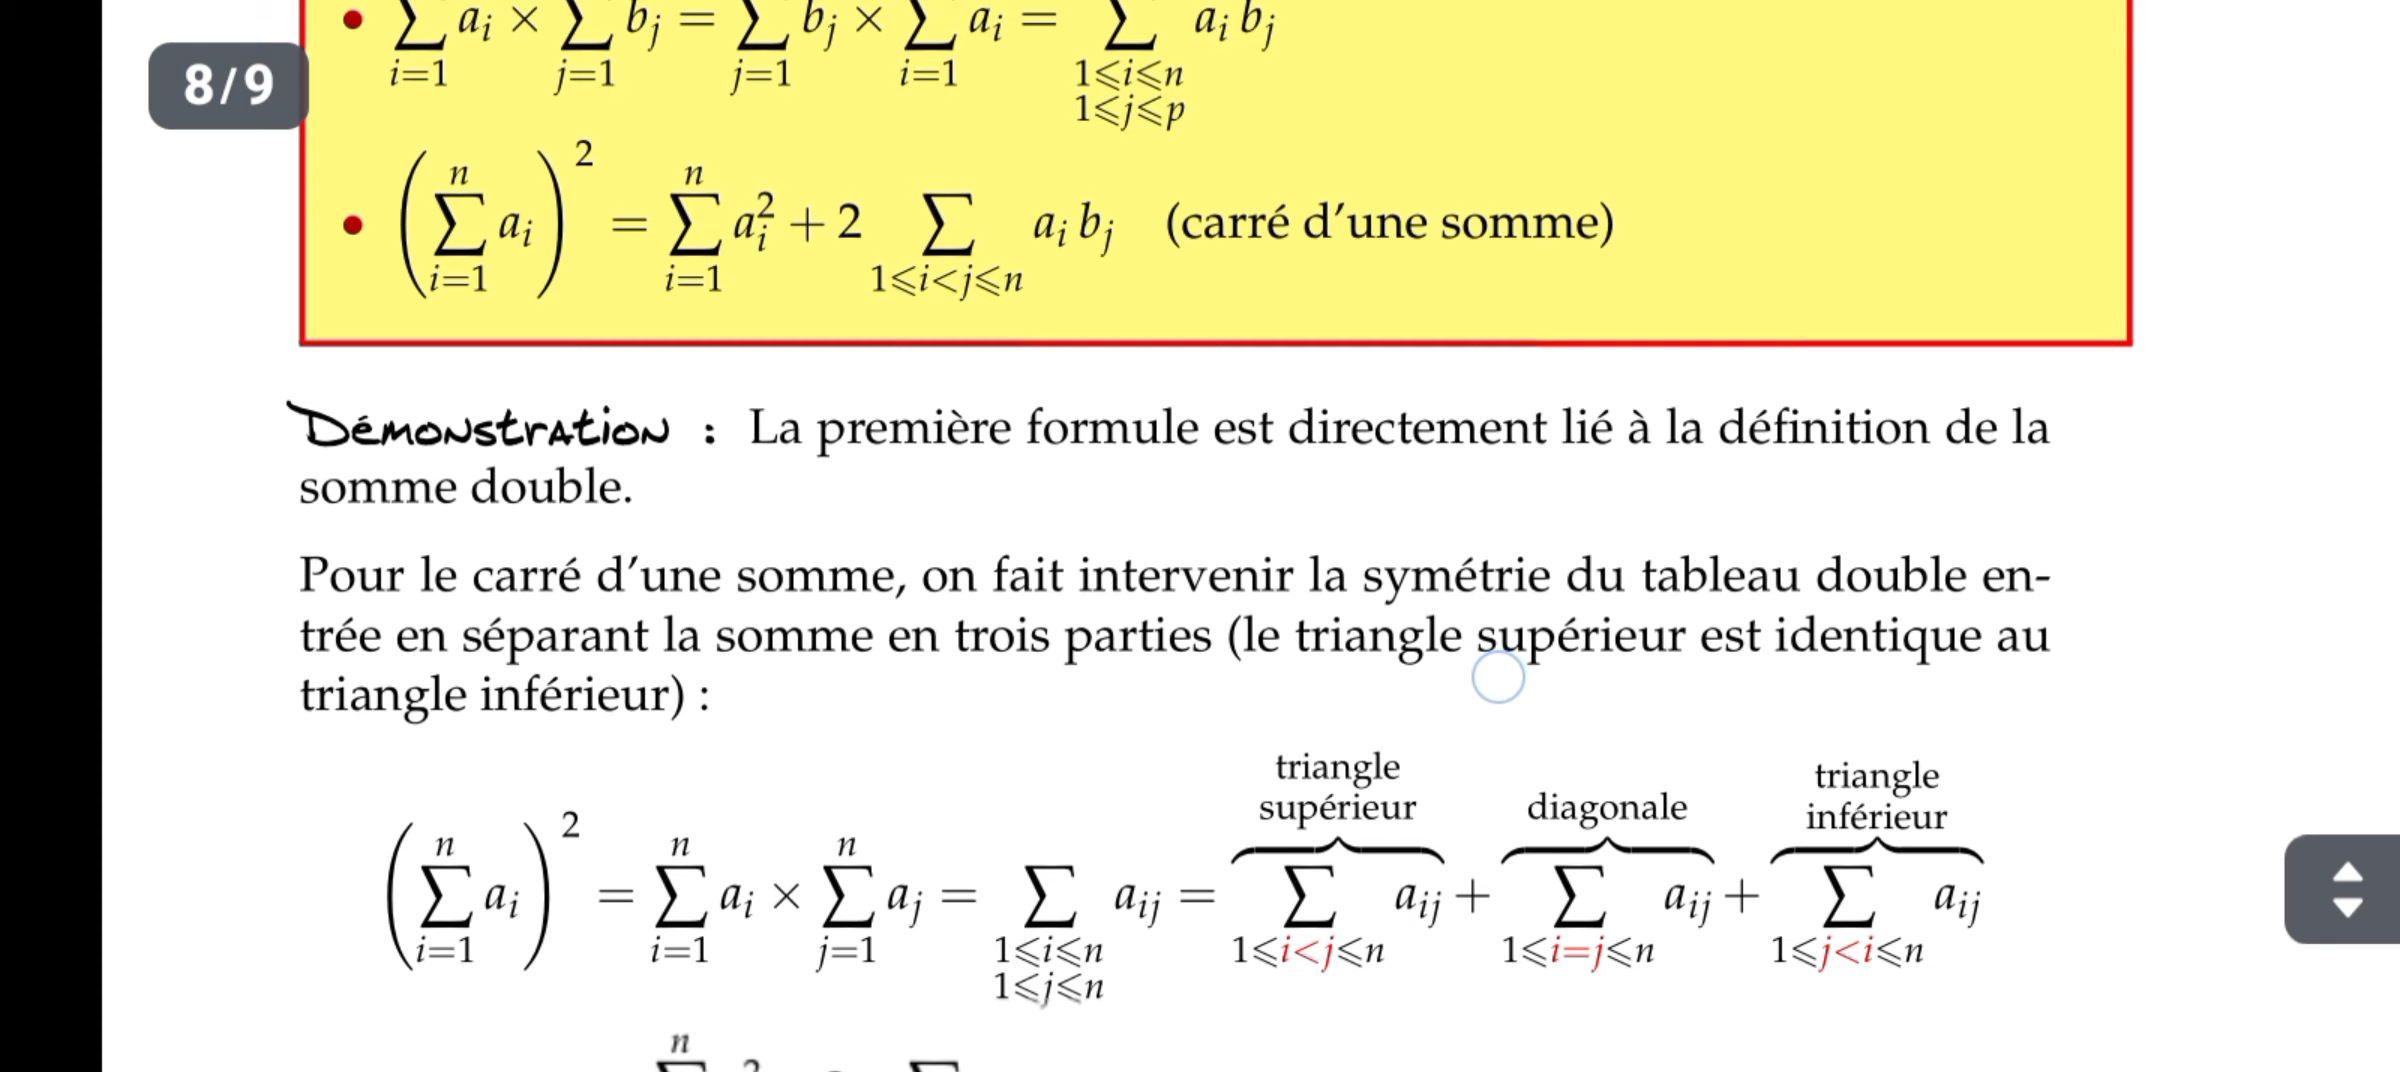 • ∑ a_i × ∑ b_j = ∑ b_j × ∑ a_i = ∑ a_i b_j
i=1 j=1 j=1 i=1 1⩽i⩽n
1⩽j⩽p
8/9
• (∑_{i=1}^{n} a_i)^2 = ∑_{i=1}^{n} a_i^2 + 2 ∑_{1⩽i<j⩽n} a_i b_j (carré d'une somme)
Démonstration : La première formule est directement lié à la définition de la
somme double.
Pour le carré d'une somme, on fait intervenir la symétrie du tableau double en-
trée en séparant la somme en trois parties (le triangle supérieur est identique au
triangle inférieur) :
triangle supérieur diagonale triangle inférieur
(∑_{i=1}^{n} a_i)^2 = ∑_{i=1}^{n} a_i × ∑_{j=1}^{n} a_j = ∑_{1⩽i⩽n 1⩽j⩽n} a_{ij} = ∑_{1⩽i<j⩽n} a_{ij} + ∑_{1⩽i=j⩽n} a_{ij} + ∑_{1⩽j<i⩽n} a_{ij}
n